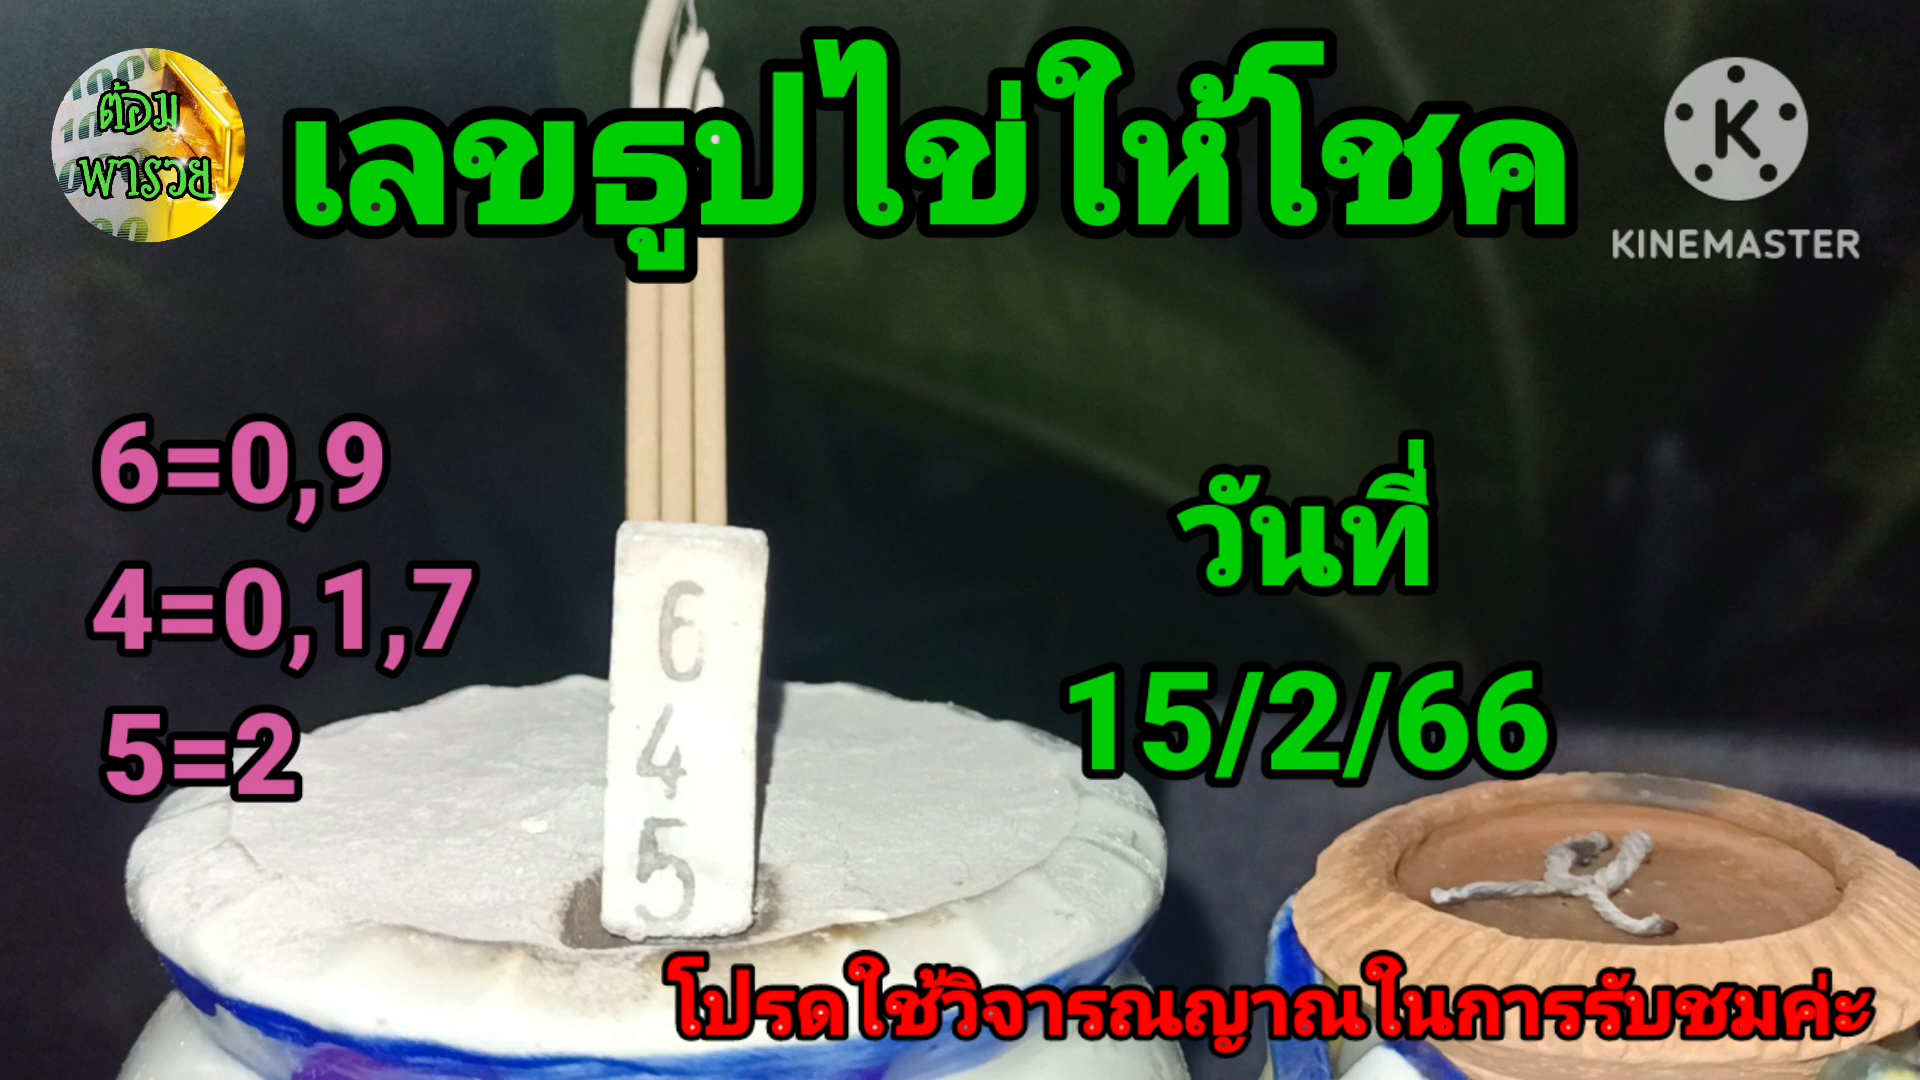 ต้อม
พารวย
เลขธูปไข่ให้โชค
K
KINEMASTER
6=0,9
4=0,1,7
5=2
6
4
5
วันที่
15/2/66
โปรดใช้วิจารณญาณในการรับชมค่ะ